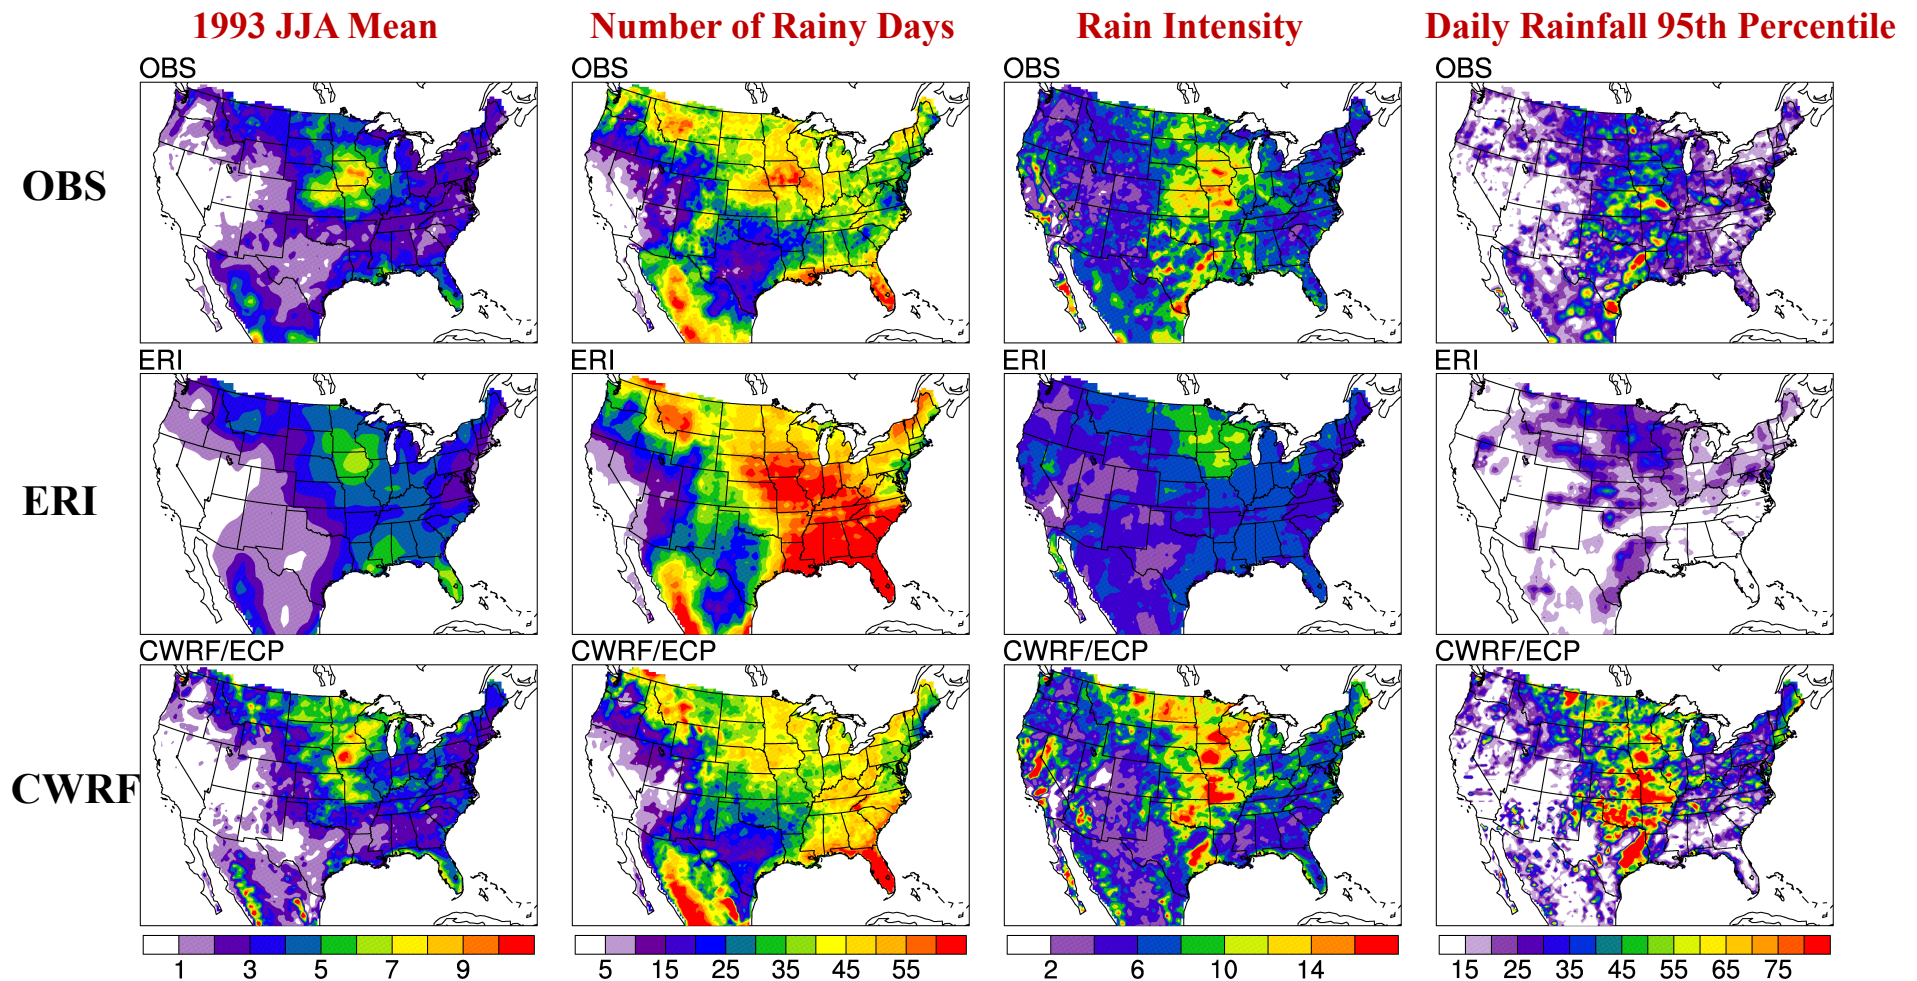 1993 JJA Mean Number of Rainy Days Rain Intensity Daily Rainfall 95th Percentile
OBS OBS OBS OBS
OBS
ERI ERI ERI ERI
ERI
CWRF/ECP CWRF/ECP CWRF/ECP CWRF/ECP
CWRF
1 3 5 7 9 5 15 25 35 45 55 2 6 10 14 15 25 35 45 55 65 75